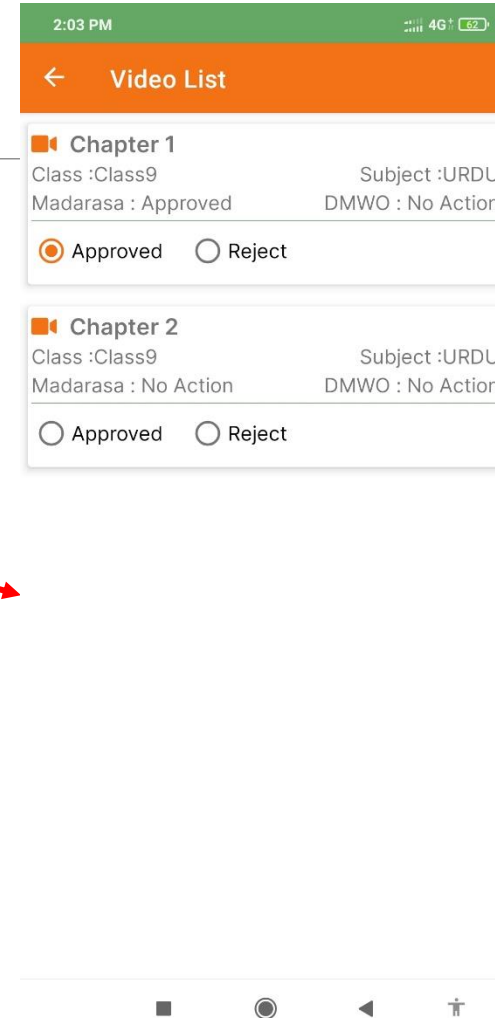 2:03 PM 4G+ 62
Video List
Chapter 1
Class :Class9 Subject :URDU
Madarasa : Approved DMWO : No Action
Approved Reject
Chapter 2
Class :Class9 Subject :URDU
Madarasa : No Action DMWO : No Action
Approved Reject